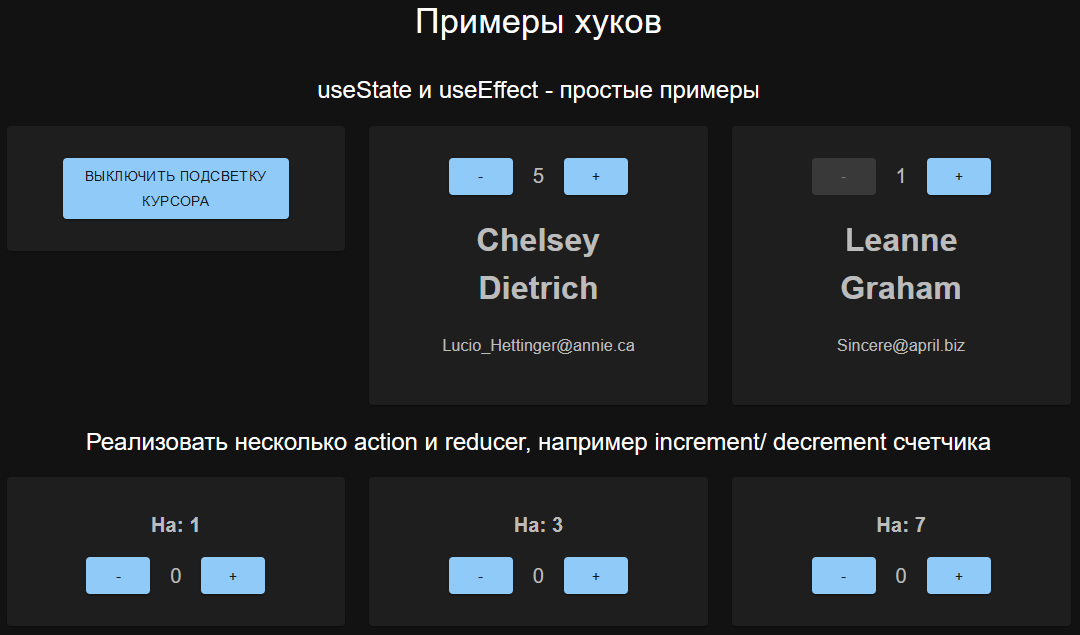 Примеры хуков
useState и useEffect - простые примеры
ВЫКЛЮЧИТЬ ПОДСВЕТКУ
КУРСОРА
- 5 +
Chelsey
Dietrich
Lucio_Hettinger@annie.ca
- 1 +
Leanne
Graham
Sincere@april.biz
Реализовать несколько action и reducer, например increment/ decrement счетчика
На: 1
- 0 +
На: 3
- 0 +
На: 7
- 0 +